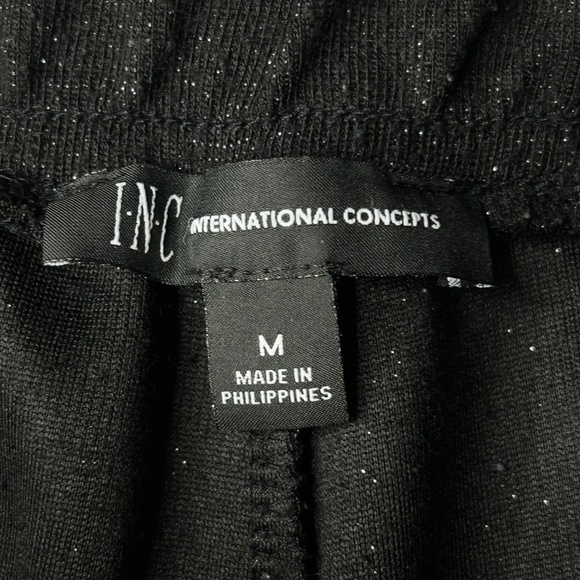 I·N·C INTERNATIONAL CONCEPTS
M
MADE IN
PHILIPPINES